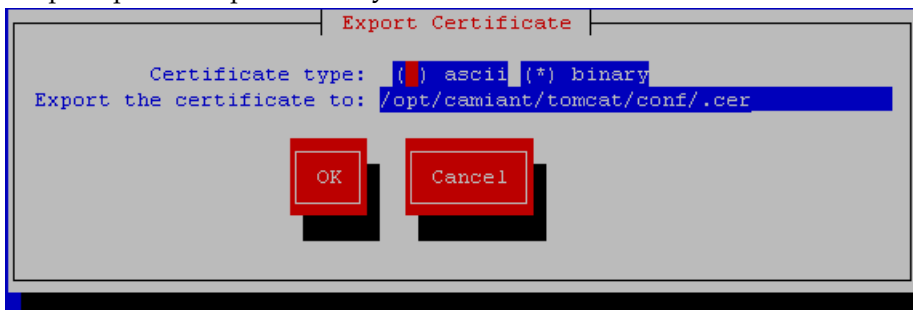 Export Certificate
Certificate type: ( ) ascii (*) binary
Export the certificate to: /opt/camiant/tomcat/conf/.cer
OK Cancel